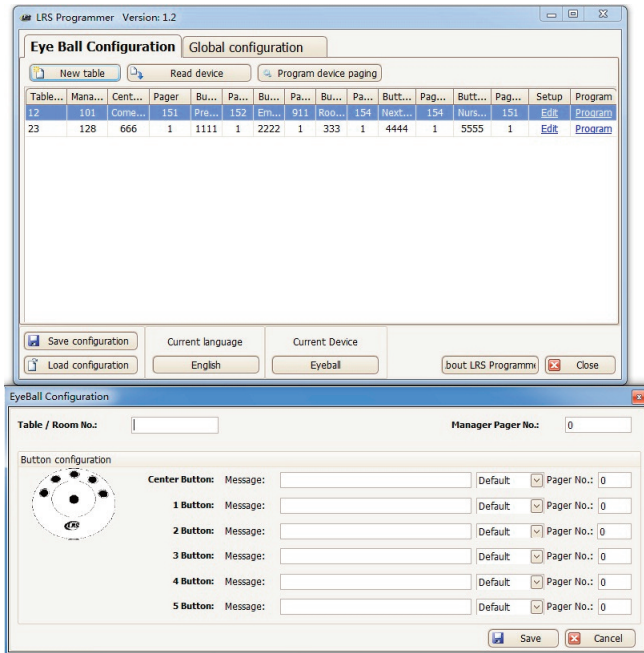 LRS Programmer Version: 1.2
Eye Ball Configuration Global configuration
New table Read device Program device paging
Table... Mana... Cent... Pager Bu... Pa... Bu... Pa... Bu... Pa... Butt... Pag... Butt... Pag... Setup Program
12 101 Come... 151 Pre... 152 Em... 911 Roo... 154 Next... 154 Nurs... 151 Edit Program
23 128 666 1 1111 1 2222 1 333 1 4444 1 5555 1 Edit Program
Save configuration Current language Current Device
Load configuration English Eyeball bout LRS Programme Close
EyeBall Configuration
Table / Room No.: Manager Pager No.: 0
Button configuration
Center Button: Message: Default Pager No.: 0
1 Button: Message: Default Pager No.: 0
LRS 2 Button: Message: Default Pager No.: 0
3 Button: Message: Default Pager No.: 0
4 Button: Message: Default Pager No.: 0
5 Button: Message: Default Pager No.: 0
Save Cancel